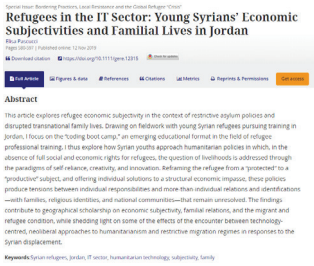 Special Issue: Bordering Practices, Local Resistance and the Global Refugee "Crisis"
Refugees in the IT Sector: Young Syrians' Economic
Subjectivities and Familial Lives in Jordan
Pages | Published online: 12 Nov 2019
Download citation https://doi.org/10.1111/gere.12315
Full Article Figures & data References Citations Metrics Reprints & Permissions Get access
Abstract
This article explores refugee economic subjectivity in the context of restrictive asylum policies and
disrupted transnational family lives. Drawing on fieldwork with young Syrian refugees pursuing training in
Jordan, I focus on the "coding boot camp," an emerging educational format in the field of refugee
professional training. I thus explore how Syrian youths approach humanitarian policies in which, in the
absence of full social and economic rights for refugees, the question of livelihoods is addressed through
the paradigms of self-reliance, creativity, and innovation. Reframing the refugee from a "protected" to a
"productive" subject, and offering individual solutions to a structural economic impasse, these policies
produce tensions between individual responsibilities and more-than-individual relations and identifications
—with families, religious identities, and national communities—that remain unresolved. The findings
contribute to geographical scholarship on economic subjectivity, familial relations, and the migrant and
refugee condition, while shedding light on some of the effects of the encounter between technology-
centred, neoliberal approaches to humanitarianism and restrictive migration regimes in responses to the
Syrian displacement.
Keywords: Syrian refugees, Jordan, IT sector, humanitarian technology, subjectivity, family